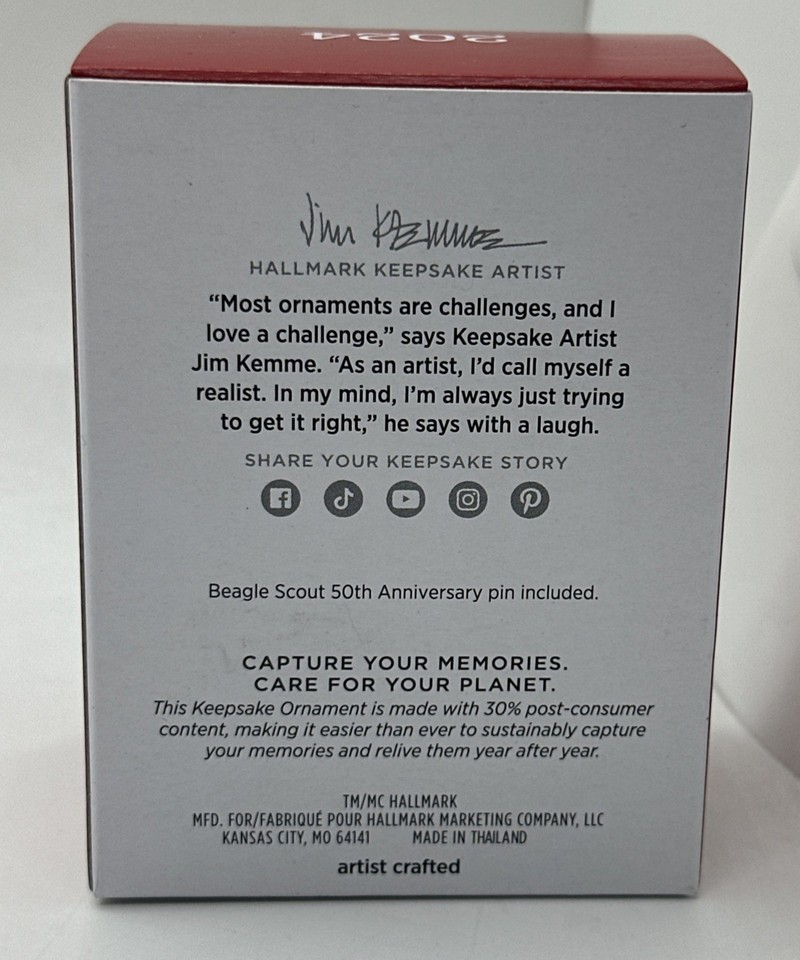 2024
Jim Kemme
HALLMARK KEEPSAKE ARTIST
“Most ornaments are challenges, and I
love a challenge,” says Keepsake Artist
Jim Kemme. “As an artist, I’d call myself a
realist. In my mind, I’m always just trying
to get it right,” he says with a laugh.
SHARE YOUR KEEPSAKE STORY
Beagle Scout 50th Anniversary pin included.
CAPTURE YOUR MEMORIES.
CARE FOR YOUR PLANET.
This Keepsake Ornament is made with 30% post-consumer
content, making it easier than ever to sustainably capture
your memories and relive them year after year.
TM/MC HALLMARK
MFD. FOR/FABRIQUÉ POUR HALLMARK MARKETING COMPANY, LLC
KANSAS CITY, MO 64141 MADE IN THAILAND
artist crafted